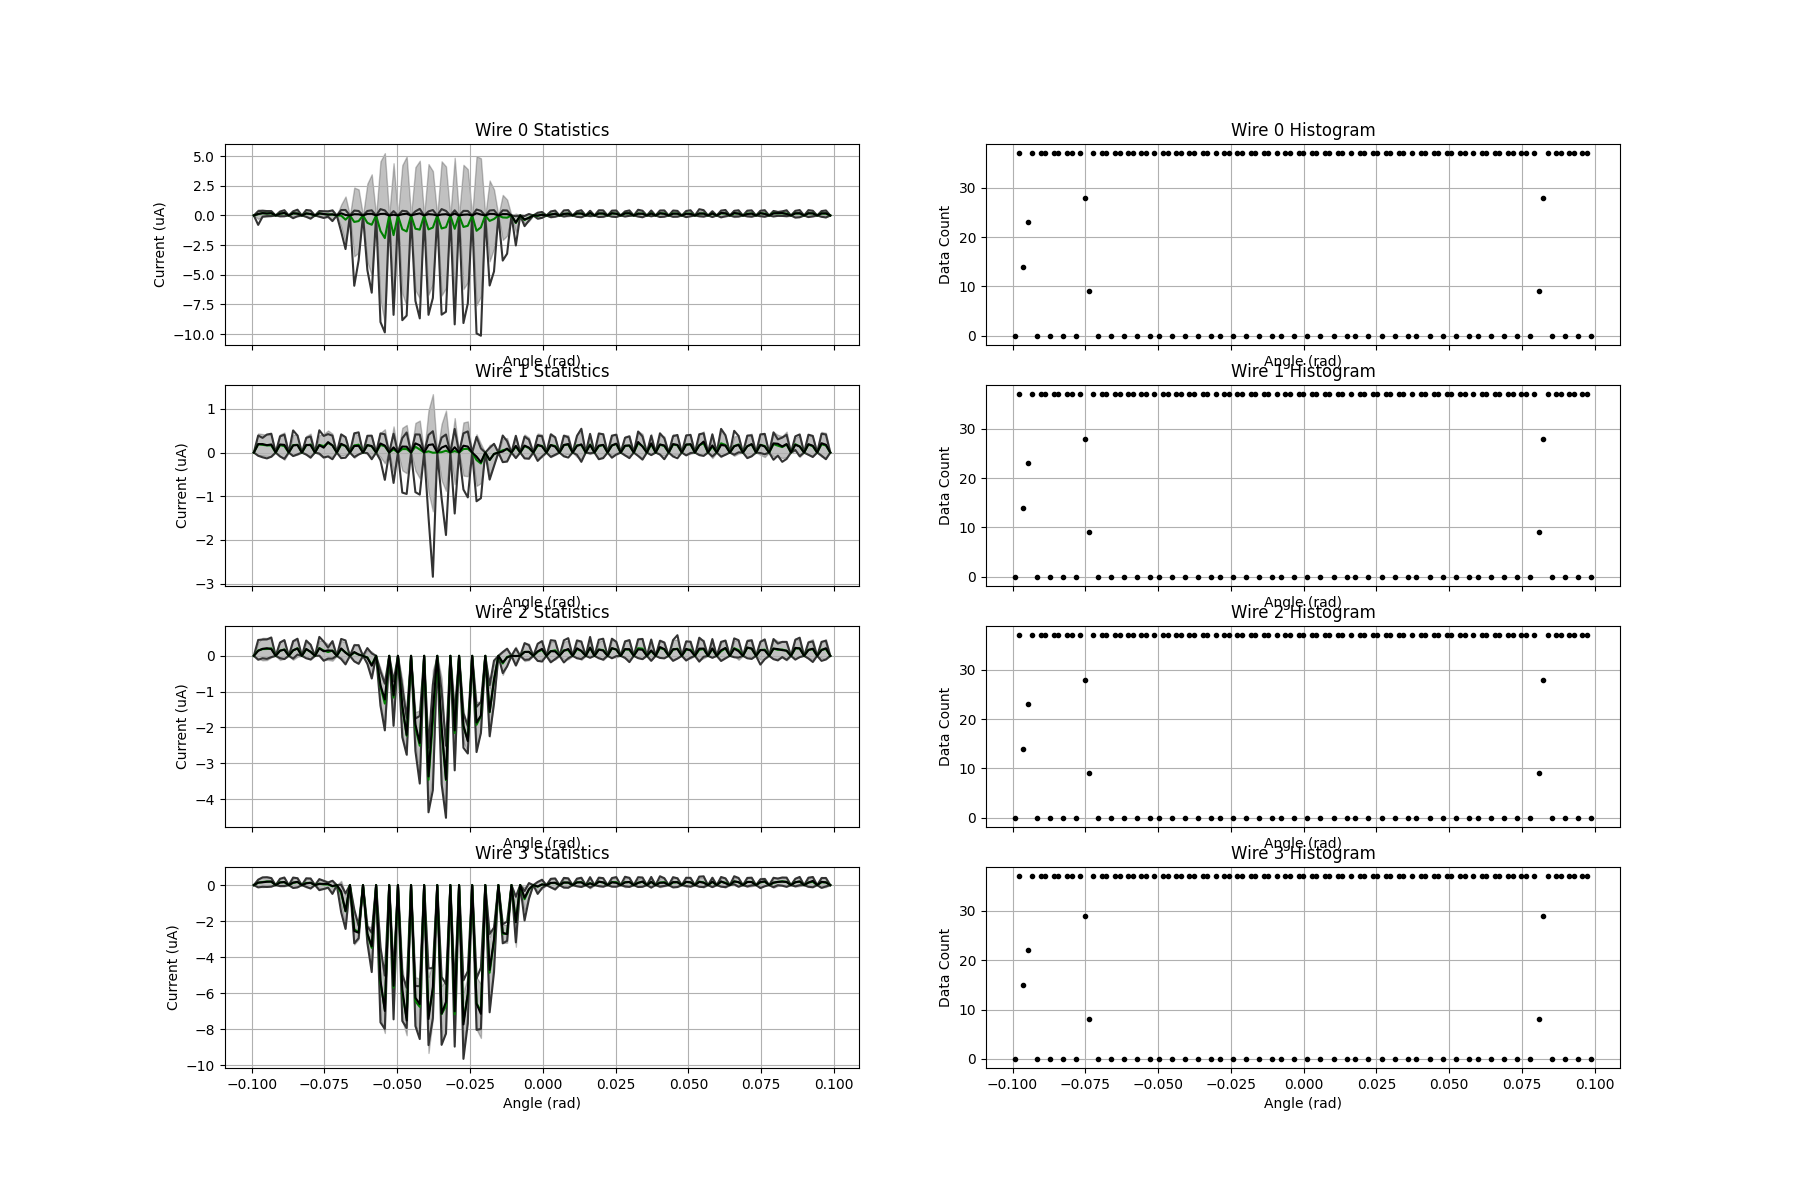 Wire 0 Statistics
Current (uA)
5.0
2.5
0.0
−2.5
−5.0
−7.5
−10.0
Angle (rad)
Wire 0 Histogram
Data Count
30
20
10
0
Angle (rad)
Wire 1 Statistics
Current (uA)
1
0
−1
−2
−3
Angle (rad)
Wire 1 Histogram
Data Count
30
20
10
0
Angle (rad)
Wire 2 Statistics
Current (uA)
0
−1
−2
−3
−4
Angle (rad)
Wire 2 Histogram
Data Count
30
20
10
0
Angle (rad)
Wire 3 Statistics
Current (uA)
0
−2
−4
−6
−8
−10
−0.100 −0.075 −0.050 −0.025 0.000 0.025 0.050 0.075 0.100
Angle (rad)
Wire 3 Histogram
Data Count
30
20
10
0
−0.100 −0.075 −0.050 −0.025 0.000 0.025 0.050 0.075 0.100
Angle (rad)